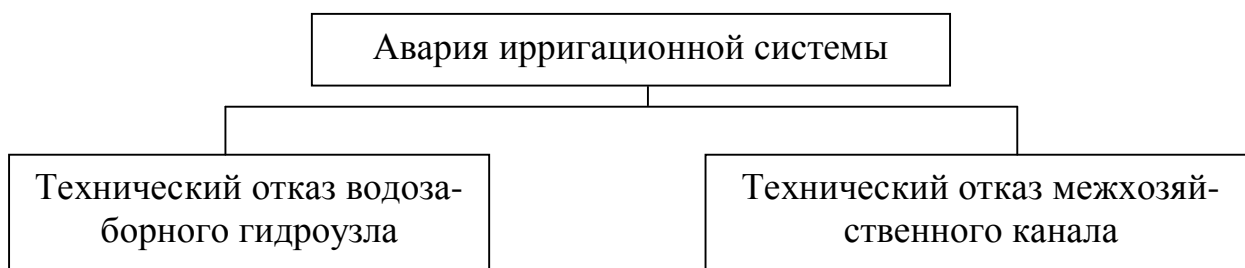 Авария ирригационной системы
Технический отказ водоза-
борного гидроузла
Технический отказ межхозяй-
ственного канала